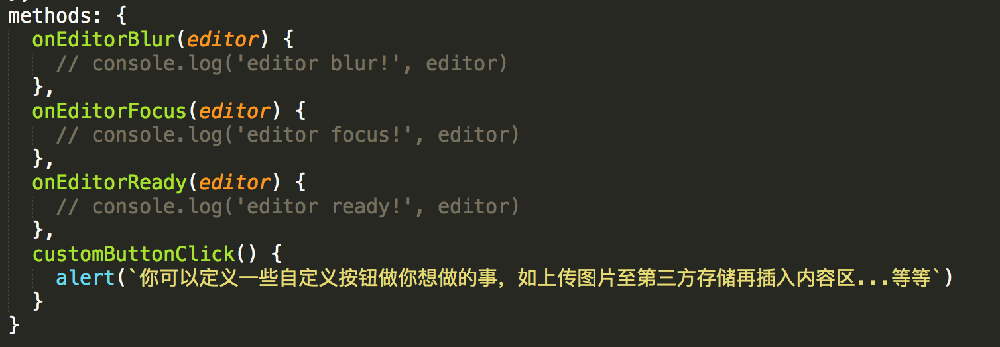 methods: {
onEditorBlur(editor) {
// console.log('editor blur!', editor)
},
onEditorFocus(editor) {
// console.log('editor focus!', editor)
},
onEditorReady(editor) {
// console.log('editor ready!', editor)
},
customButtonClick() {
alert(`你可以定义一些自定义按钮做你想做的事，如上传图片至第三方存储再插入内容区...等等`)
}
}